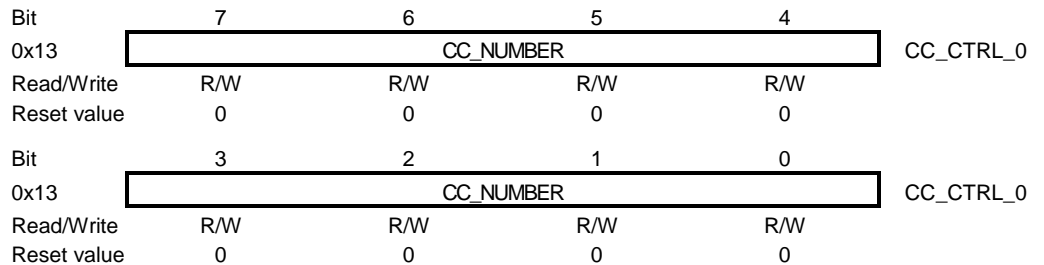 Bit 7 6 5 4
0x13 CC_NUMBER CC_CTRL_0
Read/Write R/W R/W R/W R/W
Reset value 0 0 0 0
Bit 3 2 1 0
0x13 CC_NUMBER CC_CTRL_0
Read/Write R/W R/W R/W R/W
Reset value 0 0 0 0